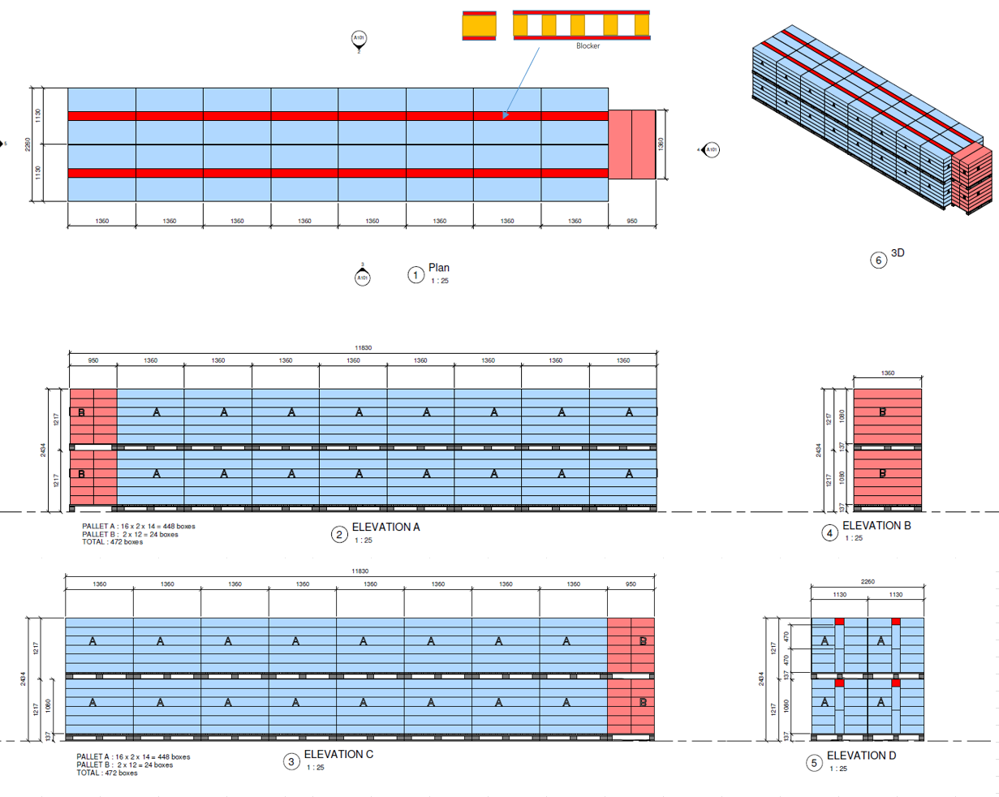 Blocker
A101
2
1130
2260
1130
5
1360
4
A101
1360
1360
1360
1360
1360
1360
1360
1360
950
3
A101
1
Plan
1 : 25
6
3D
11830
950
1360
1360
1360
1360
1360
1360
1360
1360
B
A
A
A
A
A
A
A
A
B
A
A
A
A
A
A
A
A
1217
2434
1217
PALLET A : 16 x 2 x 14 = 448 boxes
PALLET B : 2 x 12 = 24 boxes
TOTAL : 472 boxes
2
ELEVATION A
1 : 25
1360
B
B
1217
1080
2434
137
1217
1080
137
4
ELEVATION B
1 : 25
11830
1360
1360
1360
1360
1360
1360
1360
1360
950
A
A
A
A
A
A
A
A
B
A
A
A
A
A
A
A
A
B
1217
2434
1217
1080
137
PALLET A : 16 x 2 x 14 = 448 boxes
PALLET B : 2 x 12 = 24 boxes
TOTAL : 472 boxes
3
ELEVATION C
1 : 25
2260
1130
1130
A
A
A
A
470
1217
470
2434
137
1217
1080
137
5
ELEVATION D
1 : 25